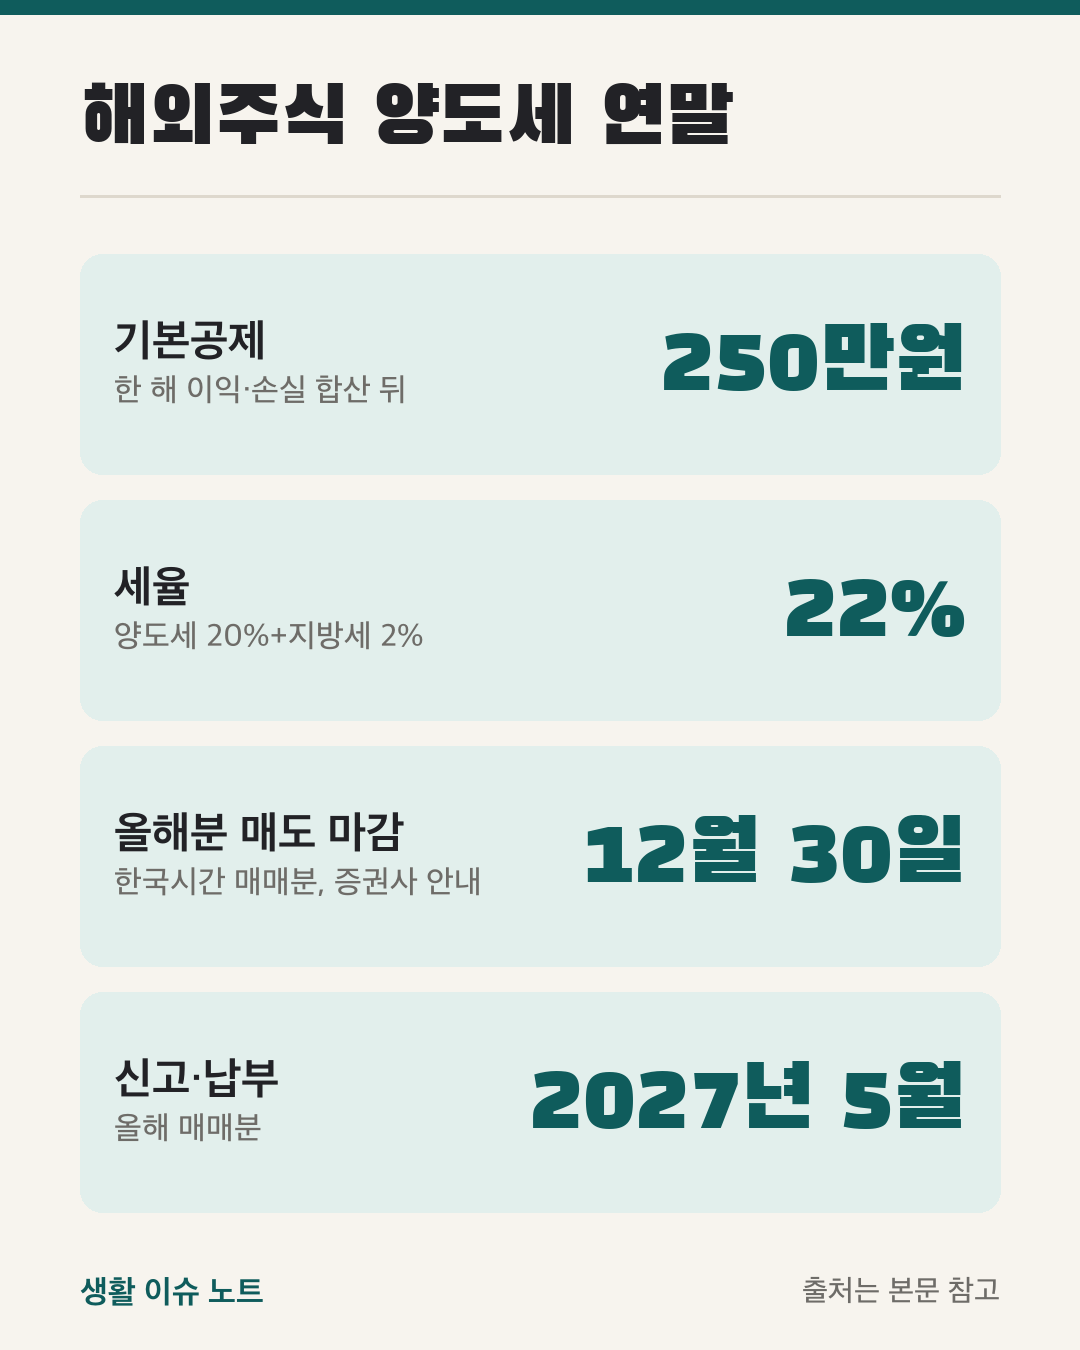 해외주식 양도세 연말
기본공제
한 해 이익·손실 합산 뒤
250만원
세율
양도세 20%+지방세 2%
22%
올해분 매도 마감
한국시간 매매분, 증권사 안내
12월 30일
신고·납부
올해 매매분
2027년 5월
생활 이슈 노트
출처는 본문 참고